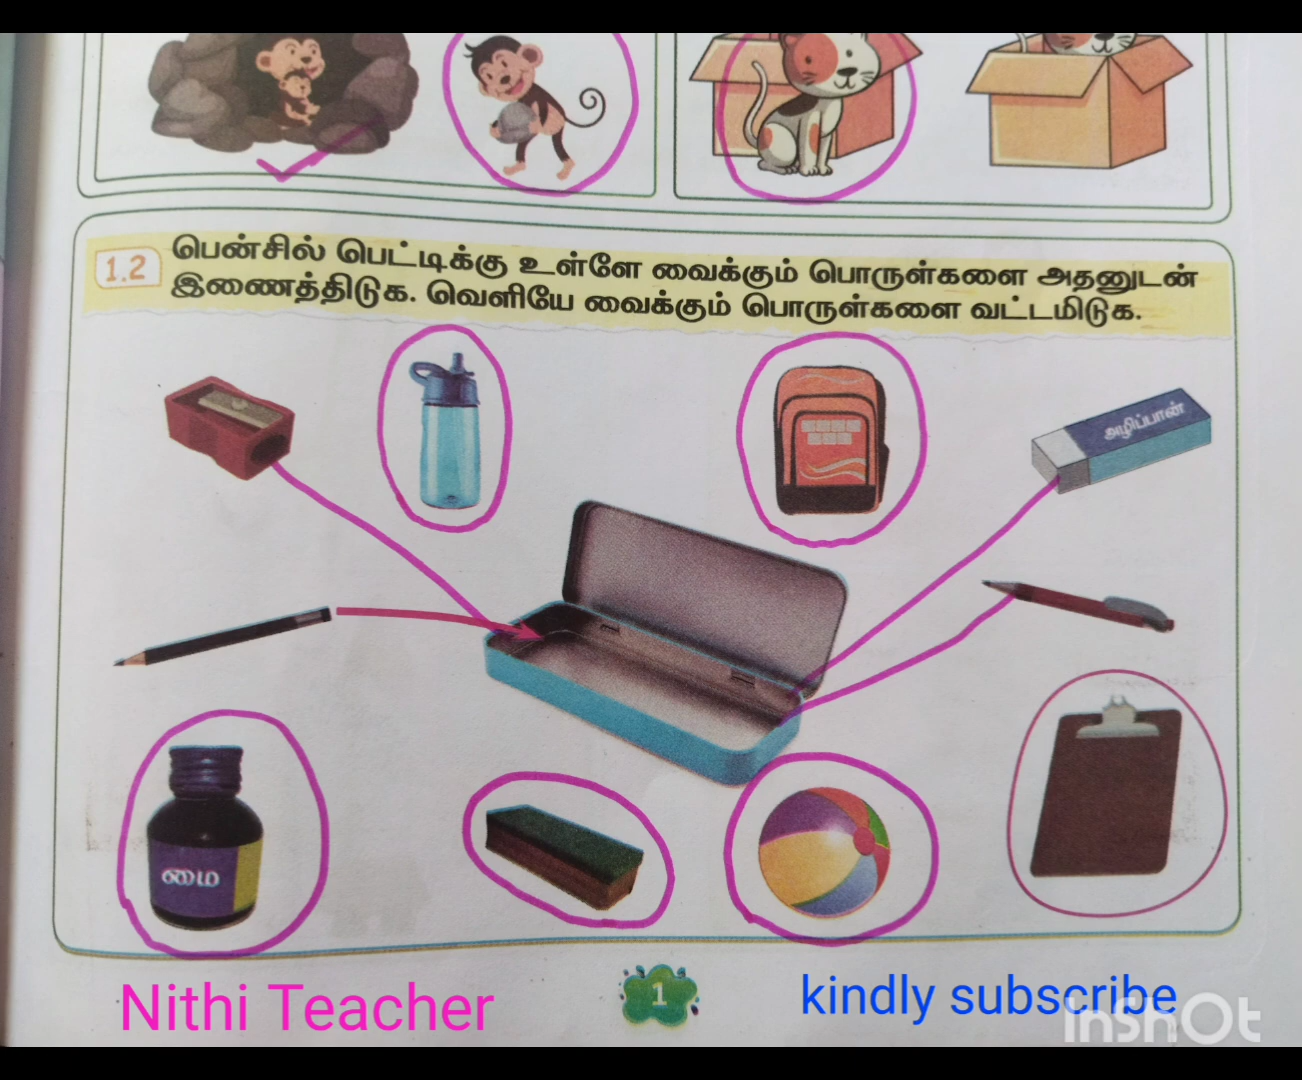 1.2 பென்சில் பெட்டிக்கு உள்ளே வைக்கும் பொருள்களை அதனுடன்
இணைத்திடுக. வெளியே வைக்கும் பொருள்களை வட்டமிடுக.
அழிப்பான்
மை
Nithi Teacher
1
kindly subscribe
InShOt